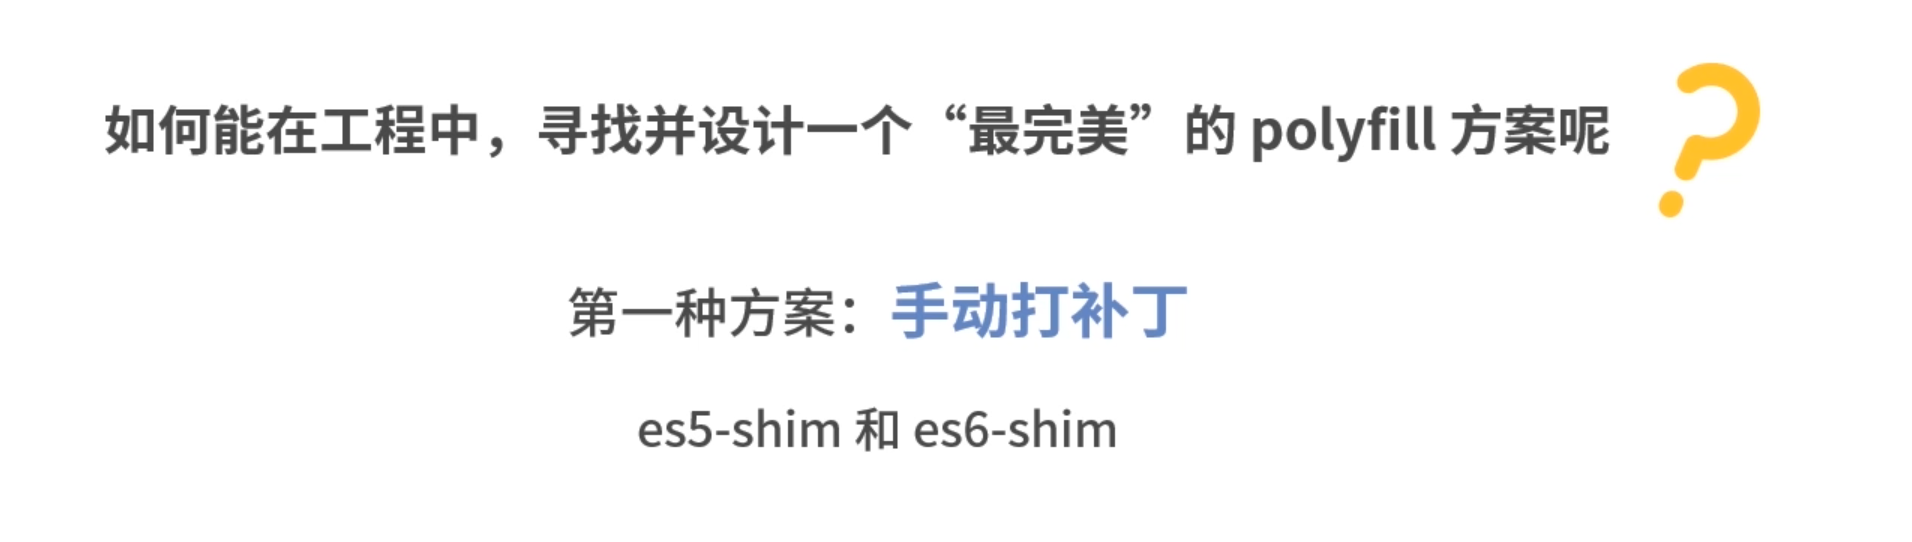 如何能在工程中，寻找并设计一个“最完美”的 polyfill 方案呢?
第一种方案：手动打补丁
es5-shim 和 es6-shim